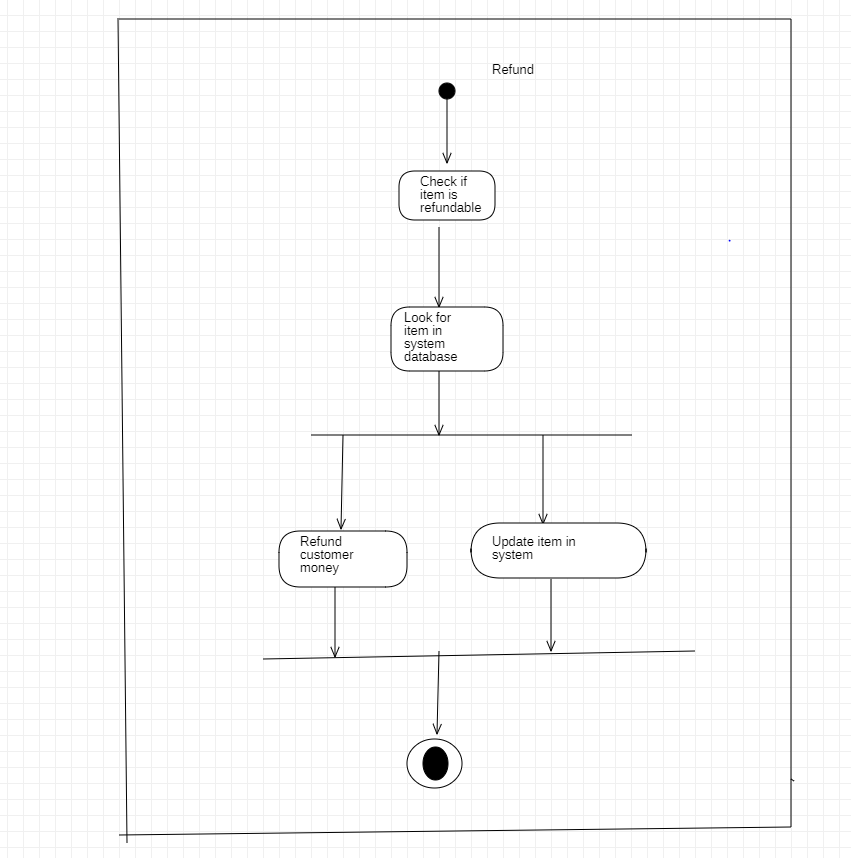 Refund
Check if
item is
refundable
Look for
item in
system
database
Refund
customer
money
Update item in
system